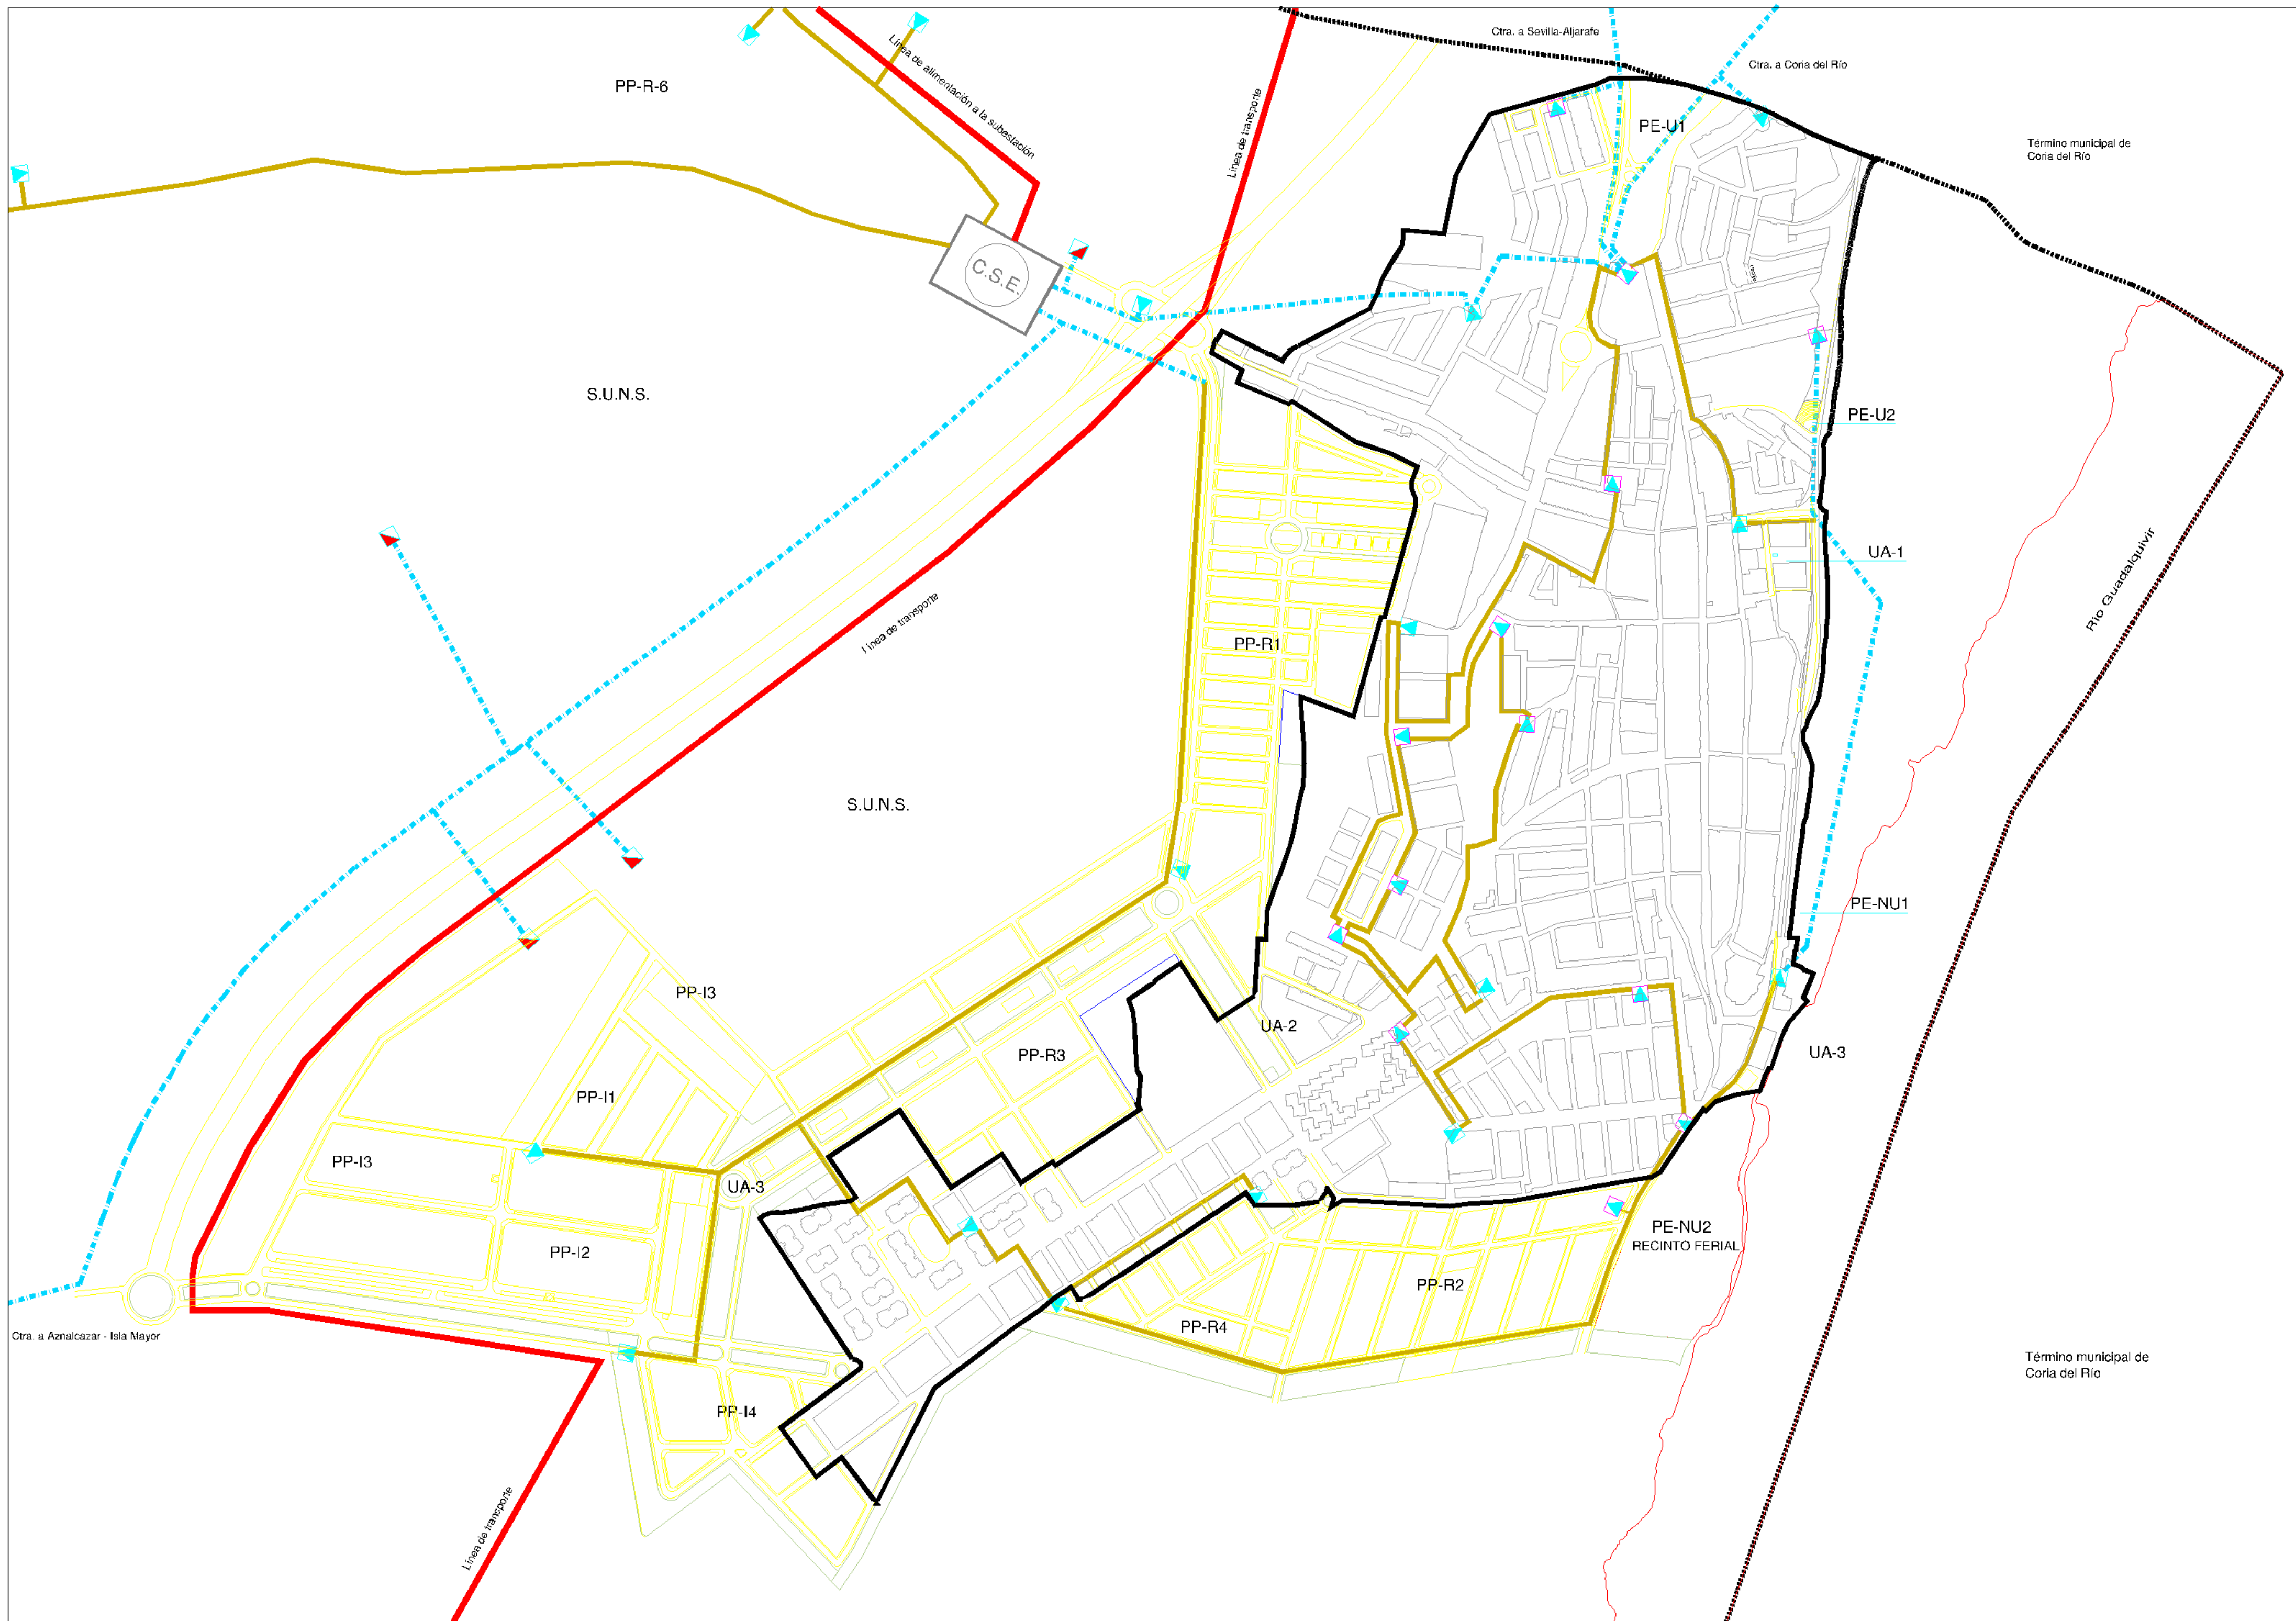 Ctra. a Sevilla-Aljarafe
Línea de alimentación a la subestación
Ctra. a Coria del Río
PP-R-6
Línea de transporte
PE-U1
Término municipal de
Coria del Río
C.S.E.
S.U.N.S.
PE-U2
UA-1
Río Guadalquivir
Línea de transporte
PP-R1
S.U.N.S.
PE-NU1
PP-I3
UA-2
PP-R3
UA-3
PP-I1
PP-I3
UA-3
PE-NU2
RECINTO FERIAL
PP-I2
PP-R2
PP-R4
Ctra. a Aznalcazar - Isla Mayor
Término municipal de
Coria del Río
PP-I4
Línea de transporte